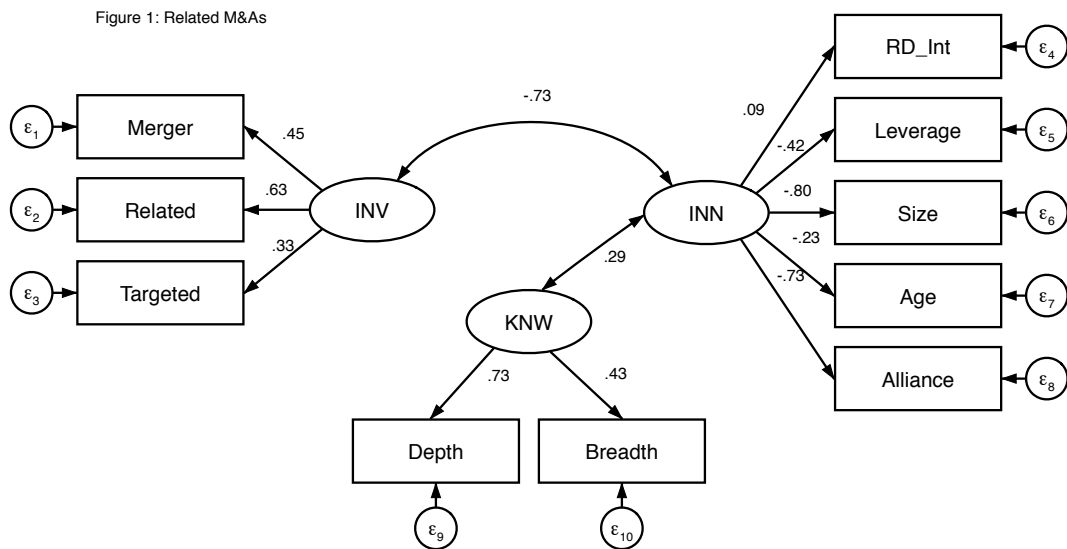 Figure 1: Related M&As
RD_Int
ε4
-.73
.09
Merger
ε1
.45
Leverage
ε5
-.42
.63
-.80
Related
ε2
INV
INN
Size
ε6
.33
-.23
.29
-.73
Targeted
ε3
Age
ε7
KNW
.73
.43
Alliance
ε8
Depth
Breadth
ε9
ε10